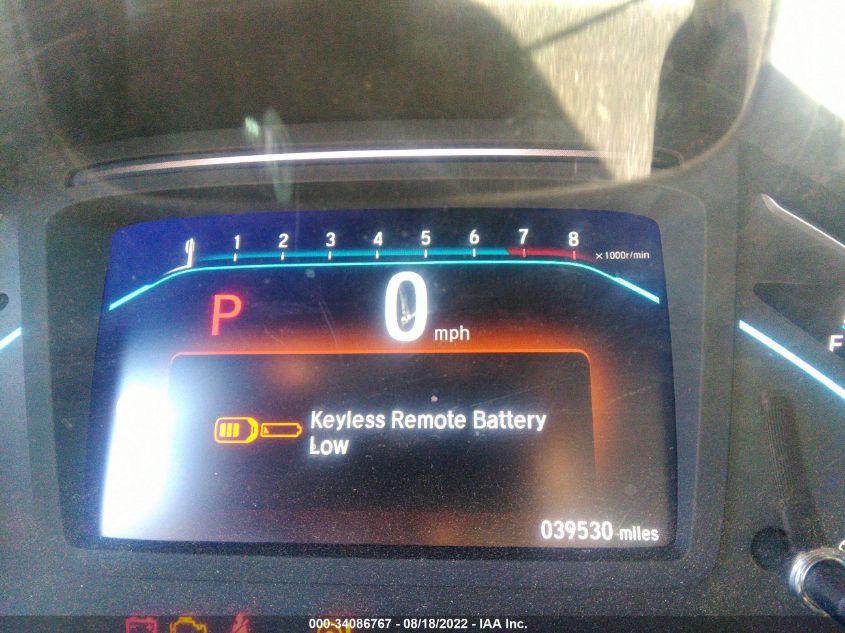 0 1 2 3 4 5 6 7 8 ×1000r/min
P 0 mph
F
Keyless Remote Battery
Low
039530 miles
000-34086767 - 08/18/2022 - IAA Inc.